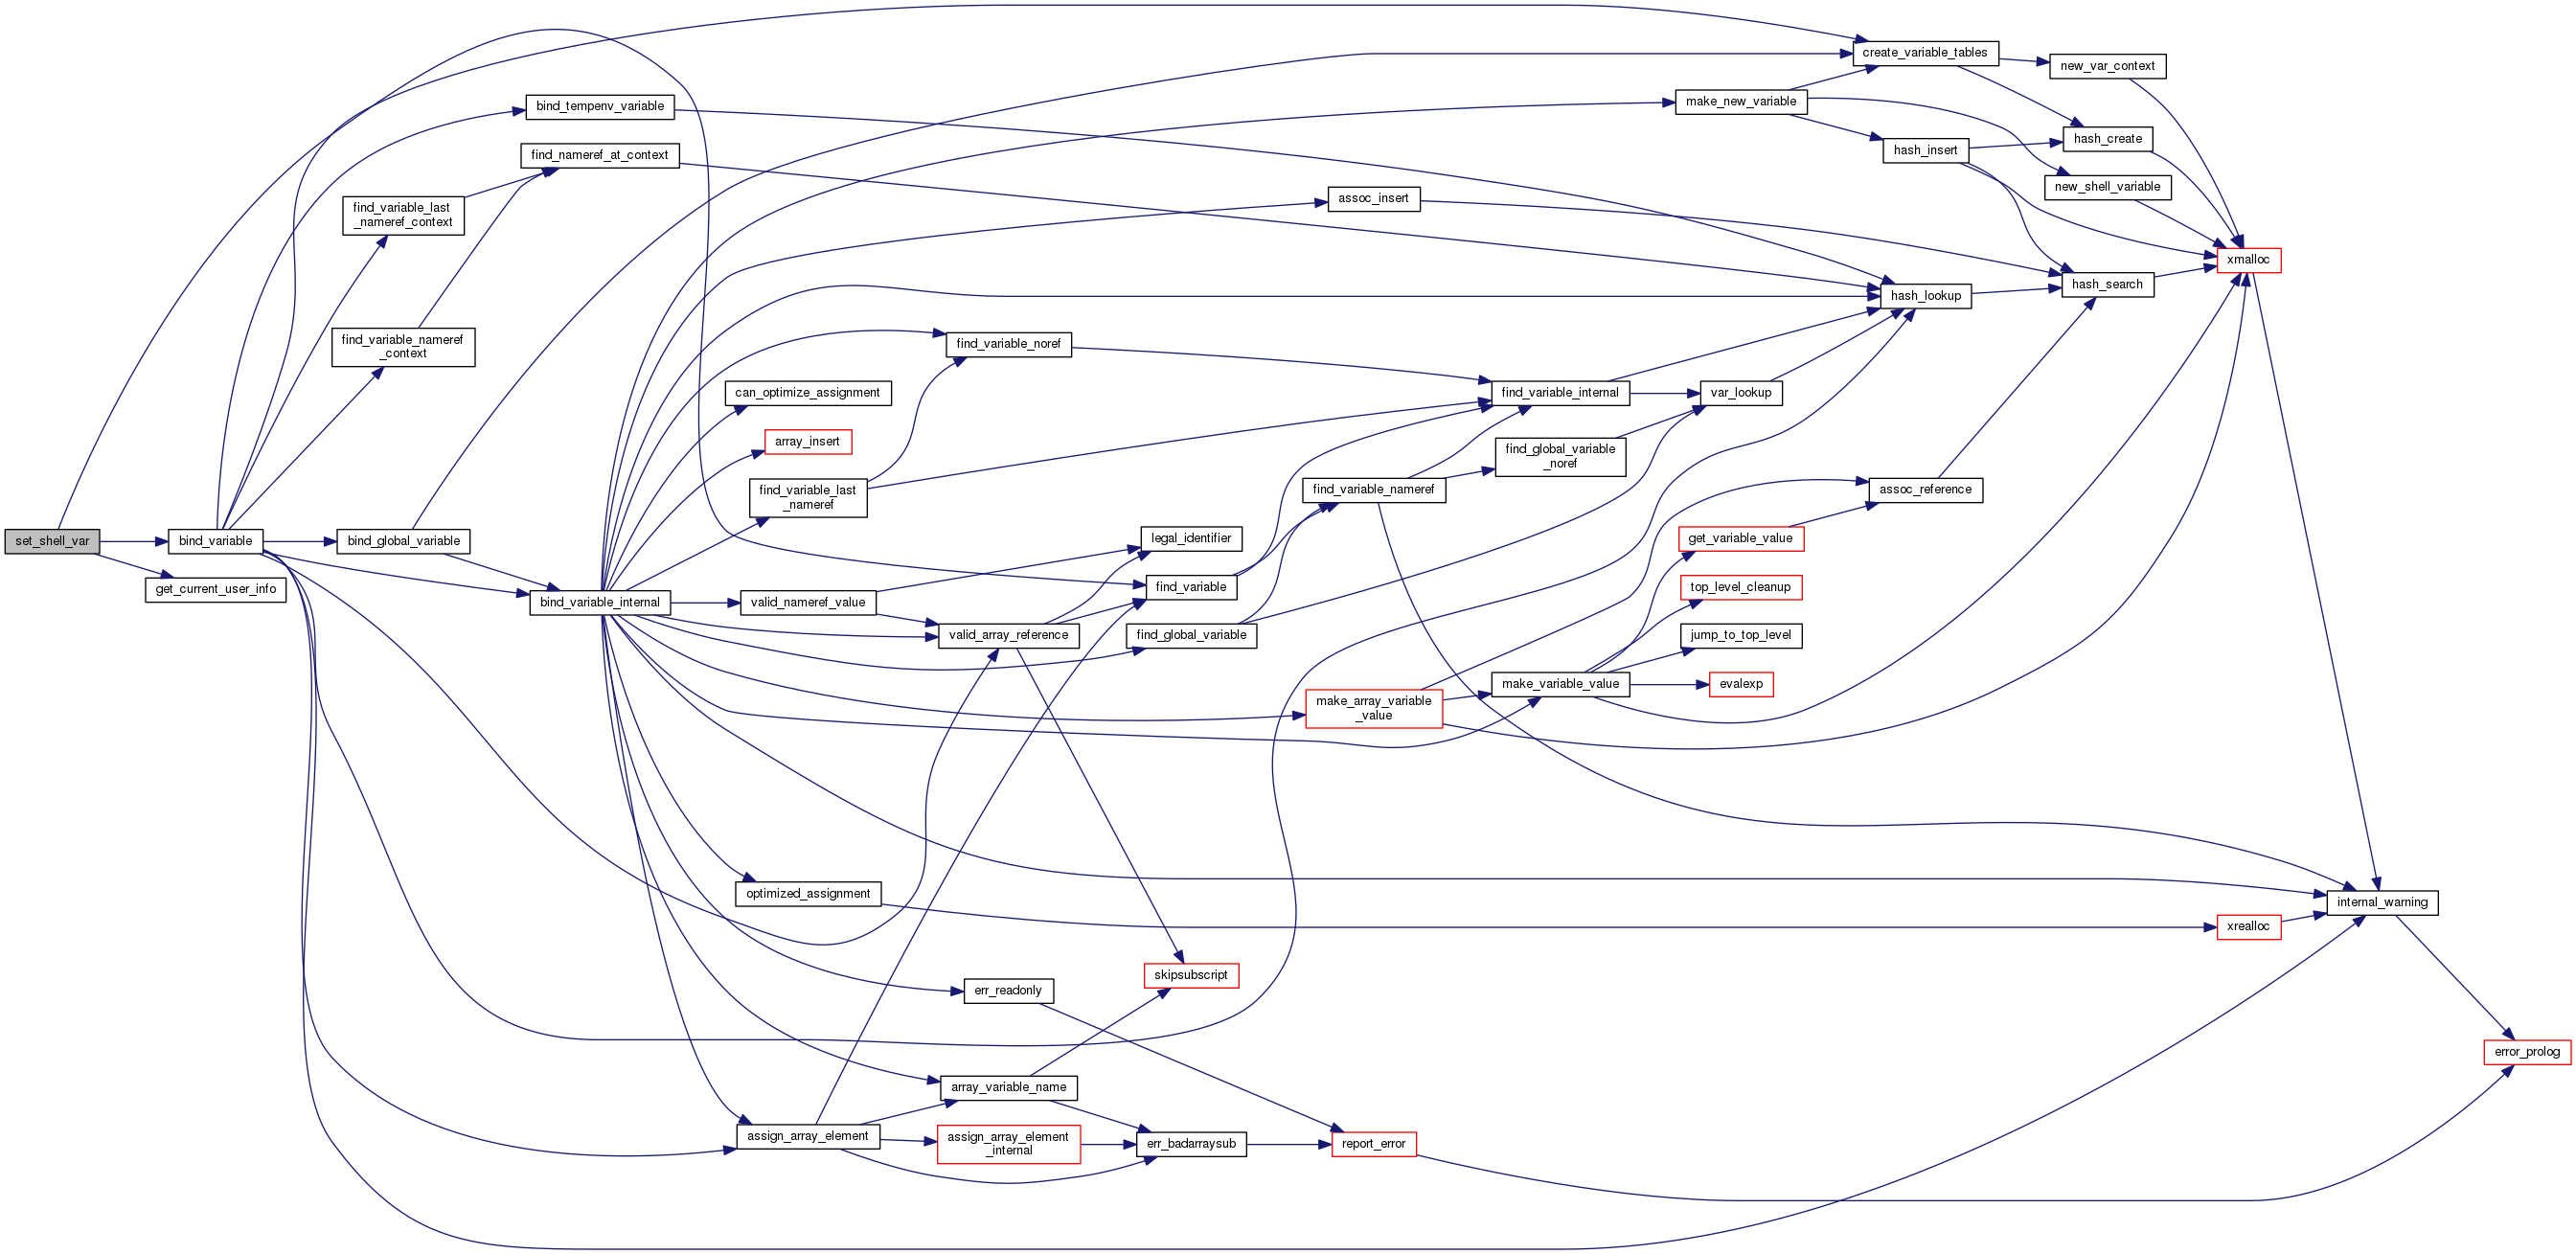 create_variable_tables
new_var_context
make_new_variable
bind_tempenv_variable
hash_create
hash_insert
find_nameref_at_context
new_shell_variable
assoc_insert
find_variable_last
_nameref_context
xmalloc
hash_search
hash_lookup
find_variable_nameref
_context
find_variable_noref
can_optimize_assignment
find_variable_internal
var_lookup
array_insert
find_global_variable
_noref
find_variable_last
_nameref
find_variable_nameref
assoc_reference
set_shell_var
bind_variable
bind_global_variable
legal_identifier
get_variable_value
get_current_user_info
find_variable
top_level_cleanup
bind_variable_internal
valid_nameref_value
valid_array_reference
find_global_variable
jump_to_top_level
make_variable_value
evalexp
make_array_variable
_value
optimized_assignment
internal_warning
xrealloc
skipsubscript
err_readonly
error_prolog
array_variable_name
assign_array_element
assign_array_element
_internal
err_badarraysub
report_error